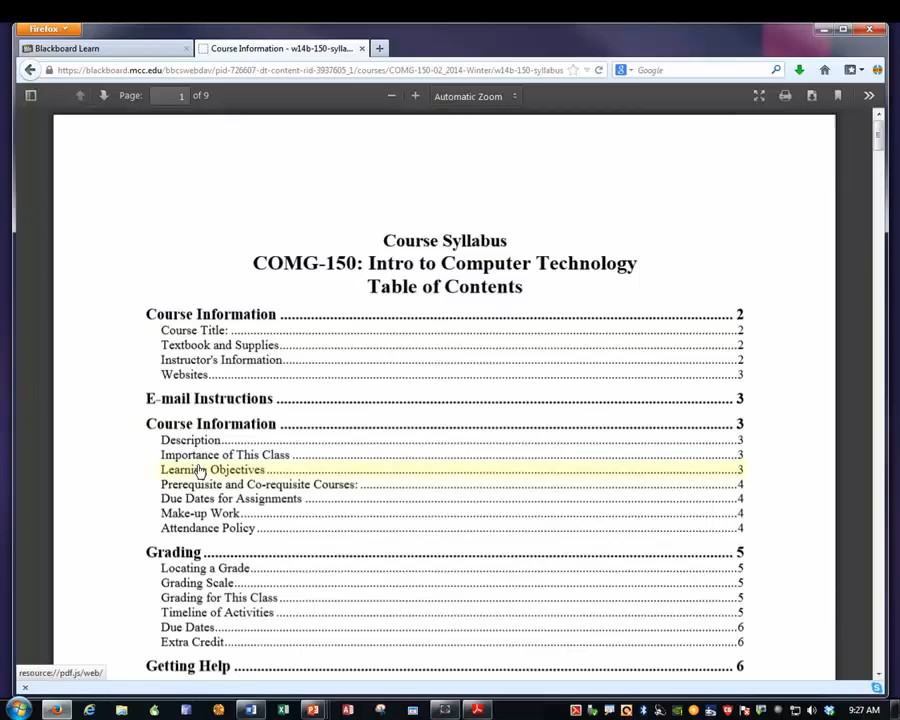 Firefox
Blackboard Learn
Course Information - w14b-150-sylla...
https://blackboard.mcc.edu/bbcswebdav/pid-726607-dt-content-rid-3937605_1/courses/COMG-150-02_2014-Winter/w14b-150-syllabus
Google
Page: 1 of 9
Automatic Zoom
Course Syllabus
COMG-150: Intro to Computer Technology
Table of Contents
Course Information 2
Course Title: 2
Textbook and Supplies 2
Instructor's Information 2
Websites 3
E-mail Instructions 3
Course Information 3
Description 3
Importance of This Class 3
Learning Objectives 3
Prerequisite and Co-requisite Courses: 4
Due Dates for Assignments 4
Make-up Work 4
Attendance Policy 4
Grading 5
Locating a Grade 5
Grading Scale 5
Grading for This Class 5
Timeline of Activities 5
Due Dates 6
Extra Credit 6
Getting Help 6
resource://pdf.js/web/
9:27 AM